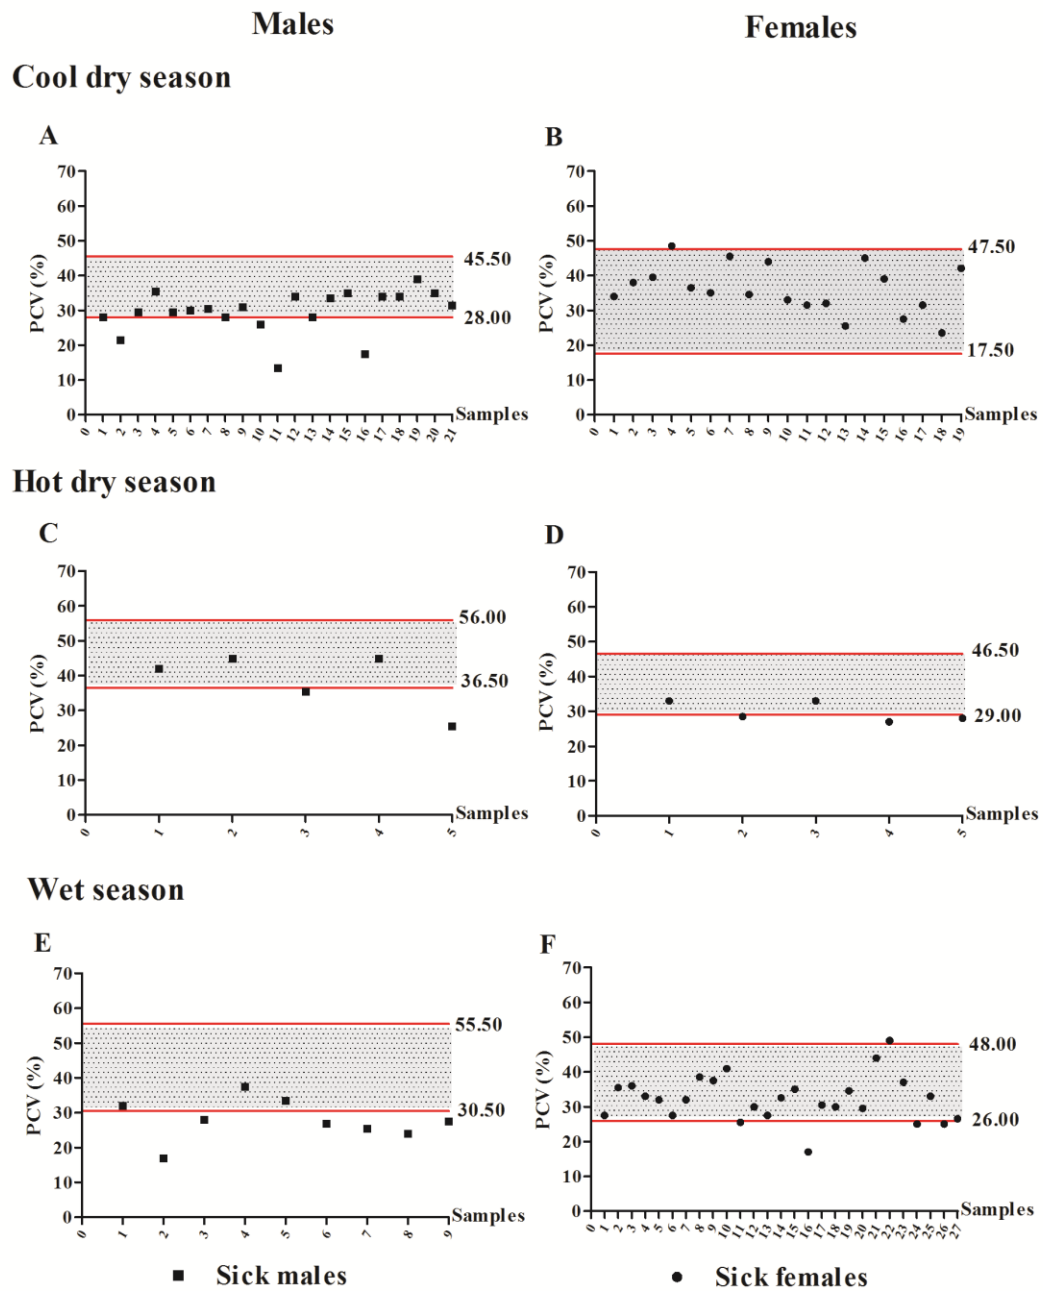 Males Females
Cool dry season
A B
PCV (%)
70
60
50
40
30
20
10
0
45.50
28.00
Samples
0 1 2 3 4 5 6 7 8 9 10 11 12 13 14 15 16 17 18 19 20 21
PCV (%)
70
60
50
40
30
20
10
0
47.50
17.50
Samples
0 1 2 3 4 5 6 7 8 9 10 11 12 13 14 15 16 17 18 19
Hot dry season
C D
PCV (%)
70
60
50
40
30
20
10
0
56.00
36.50
Samples
0 1 2 3 4 5
PCV (%)
70
60
50
40
30
20
10
0
46.50
29.00
Samples
0 1 2 3 4 5
Wet season
E F
PCV (%)
70
60
50
40
30
20
10
0
55.50
30.50
Samples
0 1 2 3 4 5 6 7 8 9
PCV (%)
70
60
50
40
30
20
10
0
48.00
26.00
Samples
0 1 2 3 4 5 6 7 8 9 10 11 12 13 14 15 16 17 18 19 20 21 22 23 24 25 26 27
Sick males Sick females